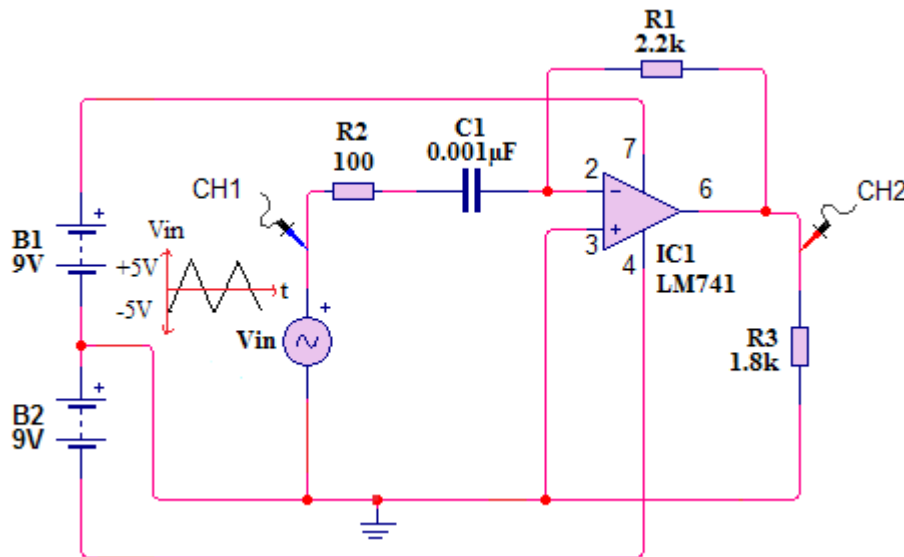 R1
2.2k
R2
100
C1
0.001µF
7
2
-
6
+
3
4
IC1
LM741
CH1
CH2
+
B1
9V
Vin
+5V
-5V
t
+
Vin
R3
1.8k
+
B2
9V